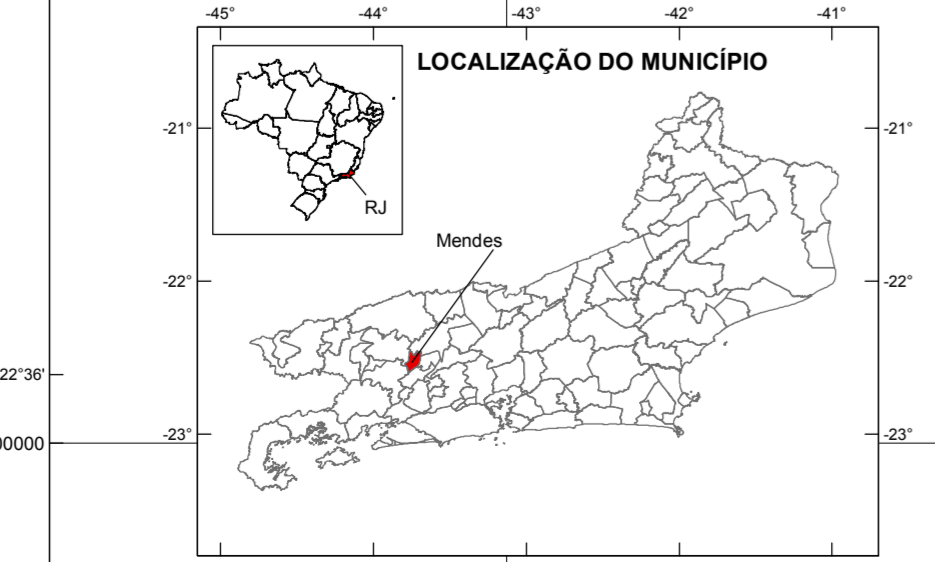 -45° -44° -43° -42° -41°
LOCALIZAÇÃO DO MUNICÍPIO
-21° -21°
RJ
Mendes
-22° -22°
22°36'
-23° -23°
00000